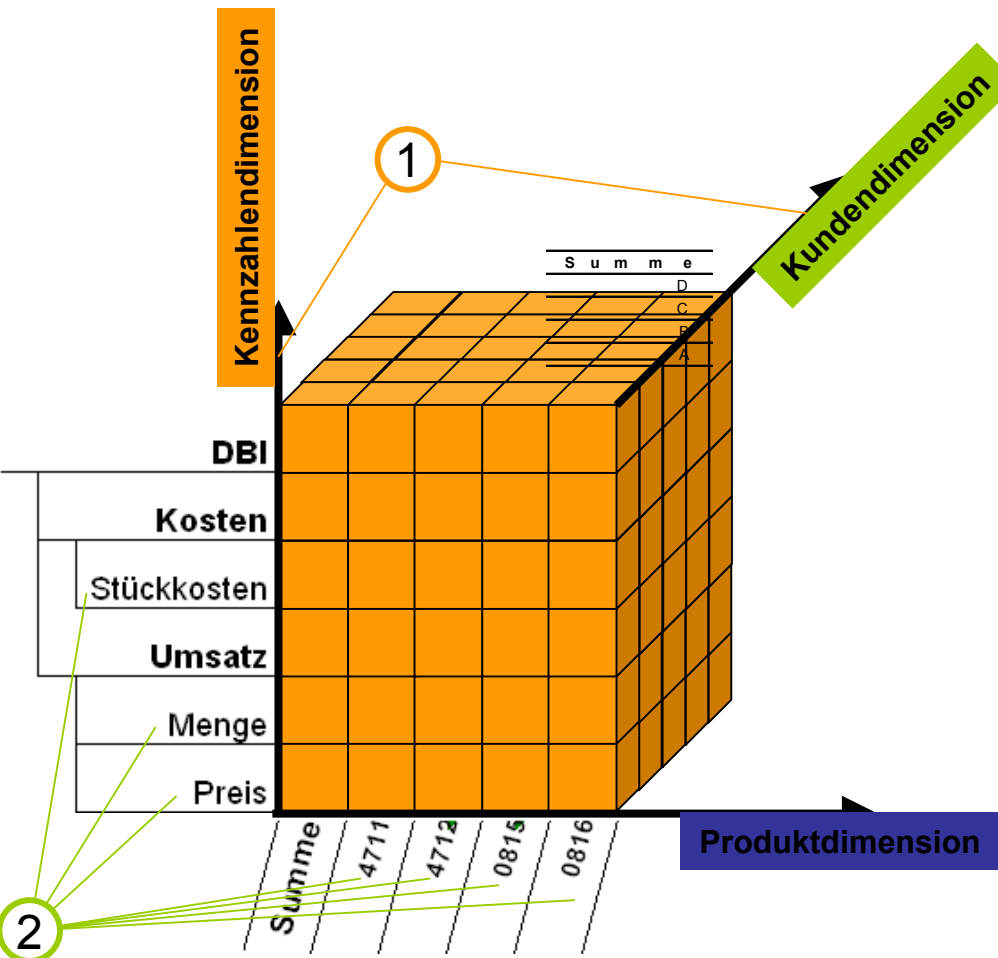 Kennzahlendimension
Kundendimension
1
S u m m e
D
C
B
A
DBI
Kosten
Stückkosten
Umsatz
Menge
Preis
Summe
4711
4712
0815
0816
Produktdimension
2